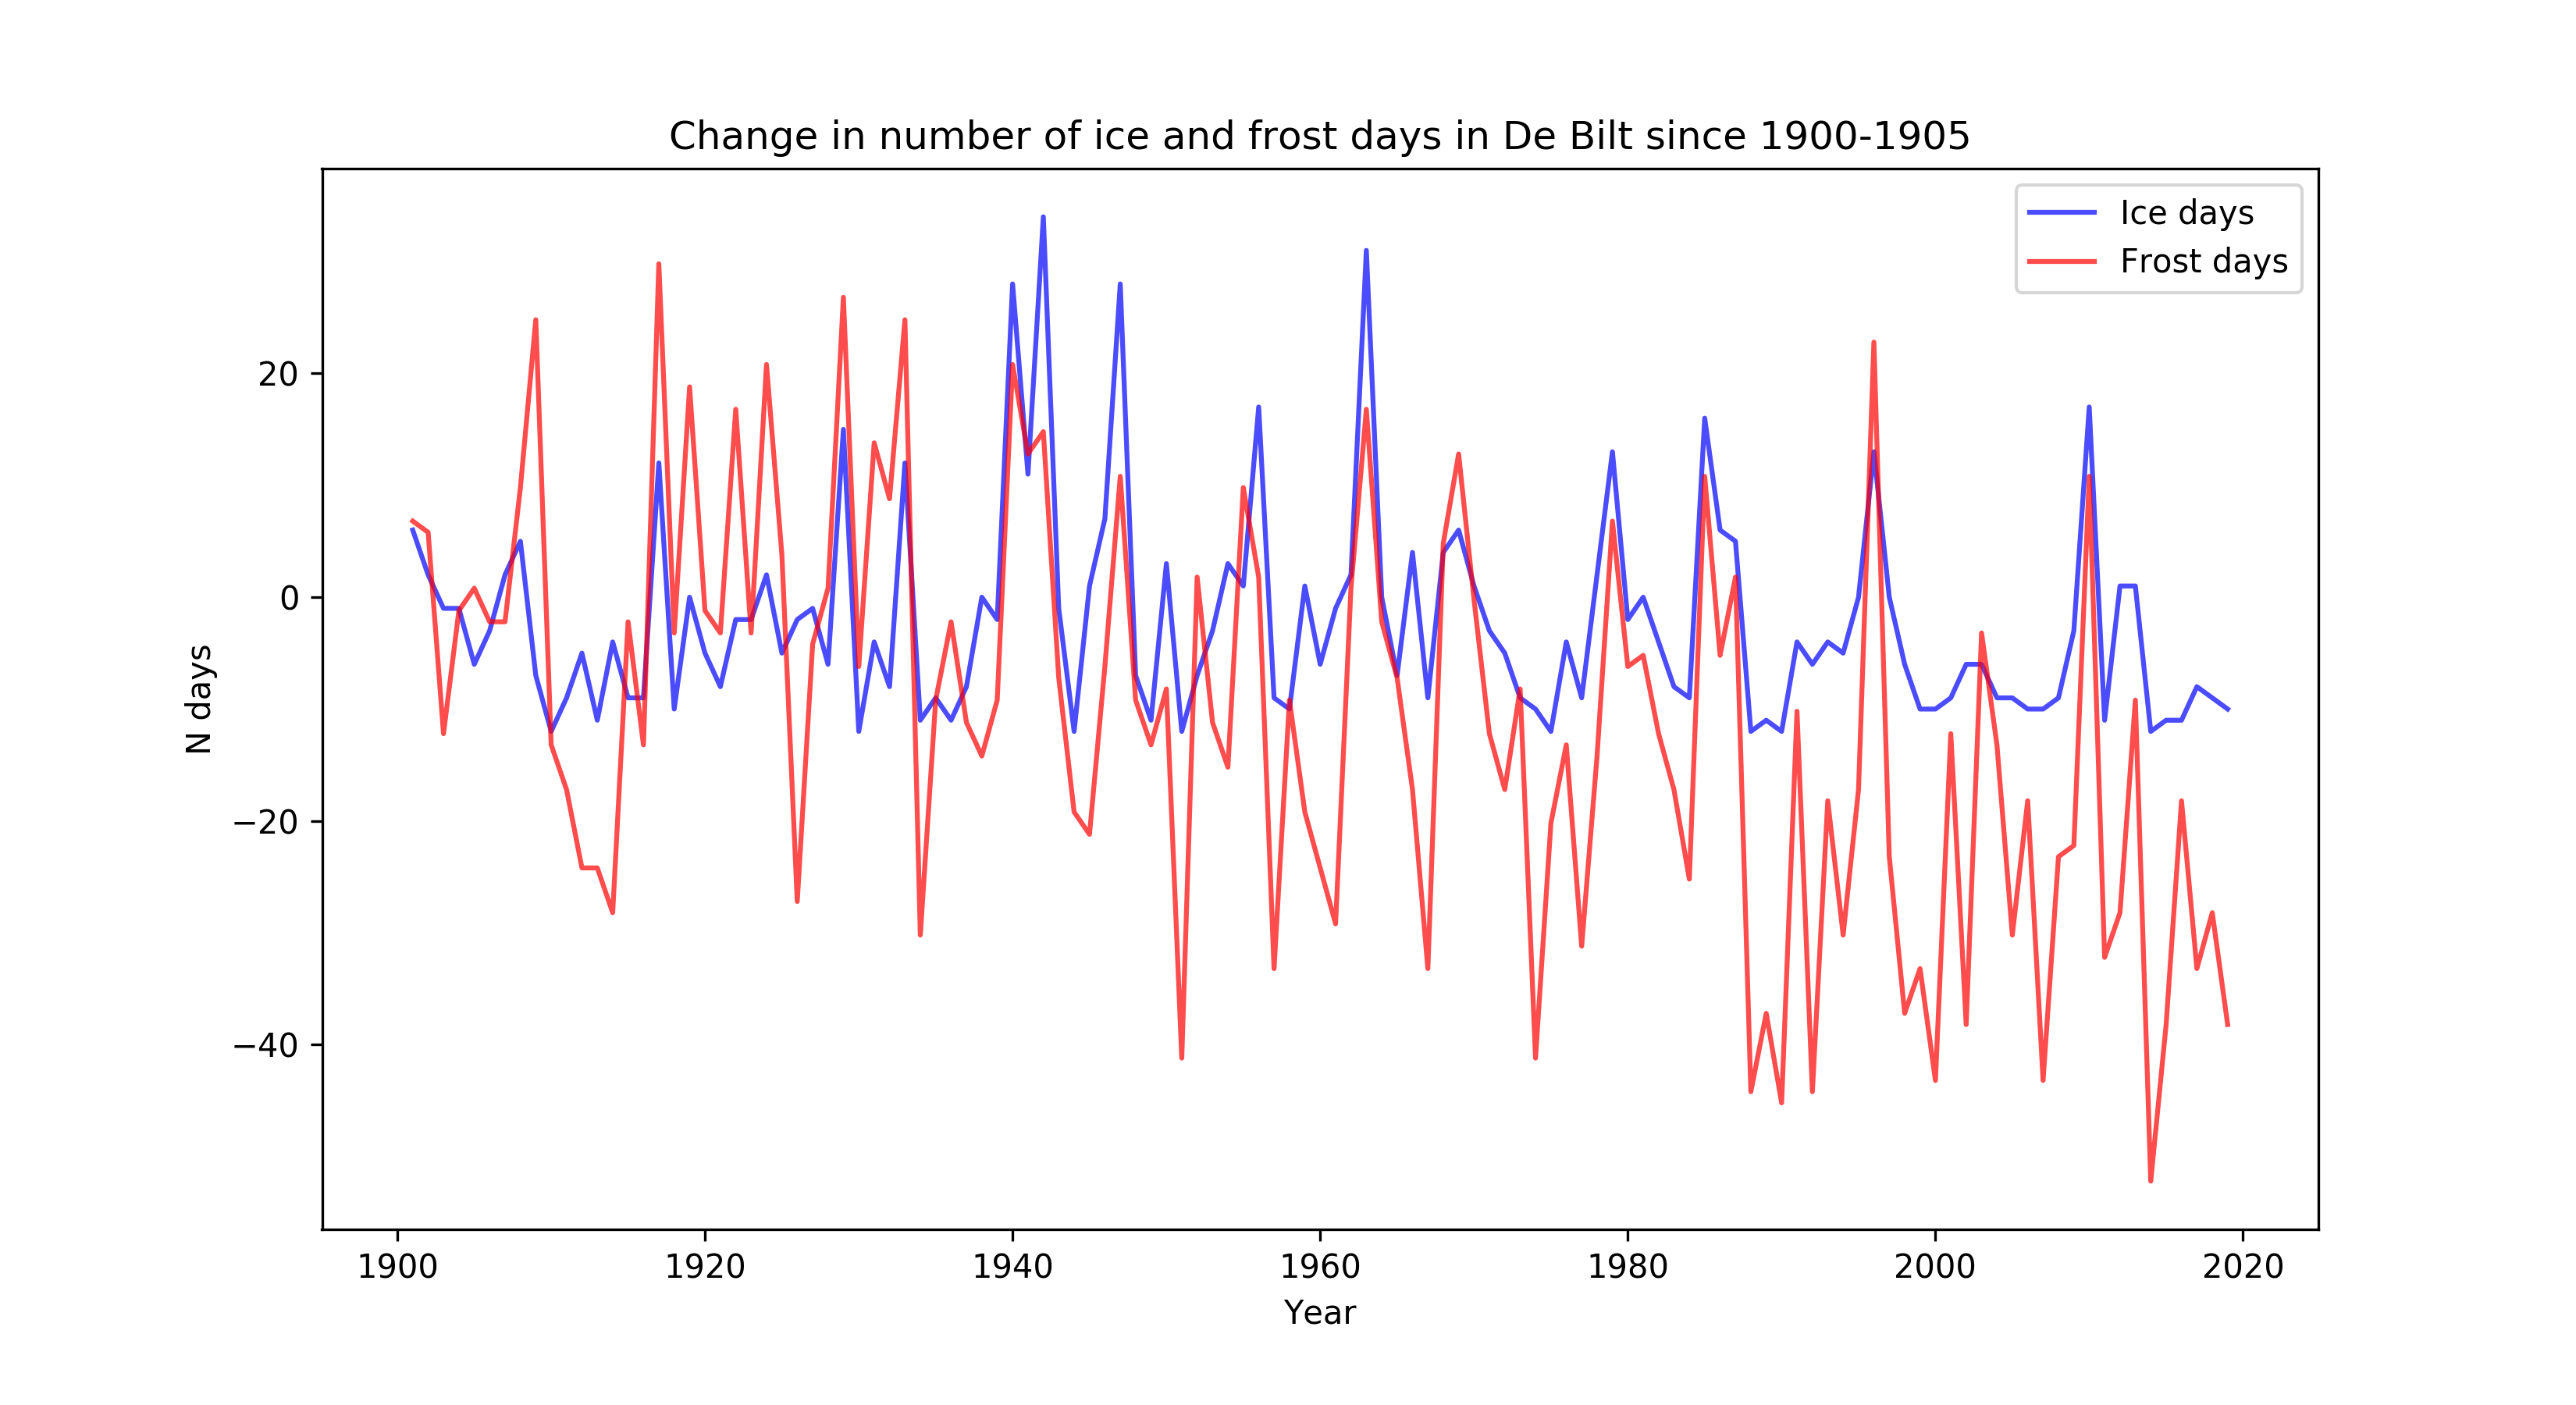 Change in number of ice and frost days in De Bilt since 1900-1905
Ice days
Frost days
20
0
−20
−40
N days
1900 1920 1940 1960 1980 2000 2020
Year